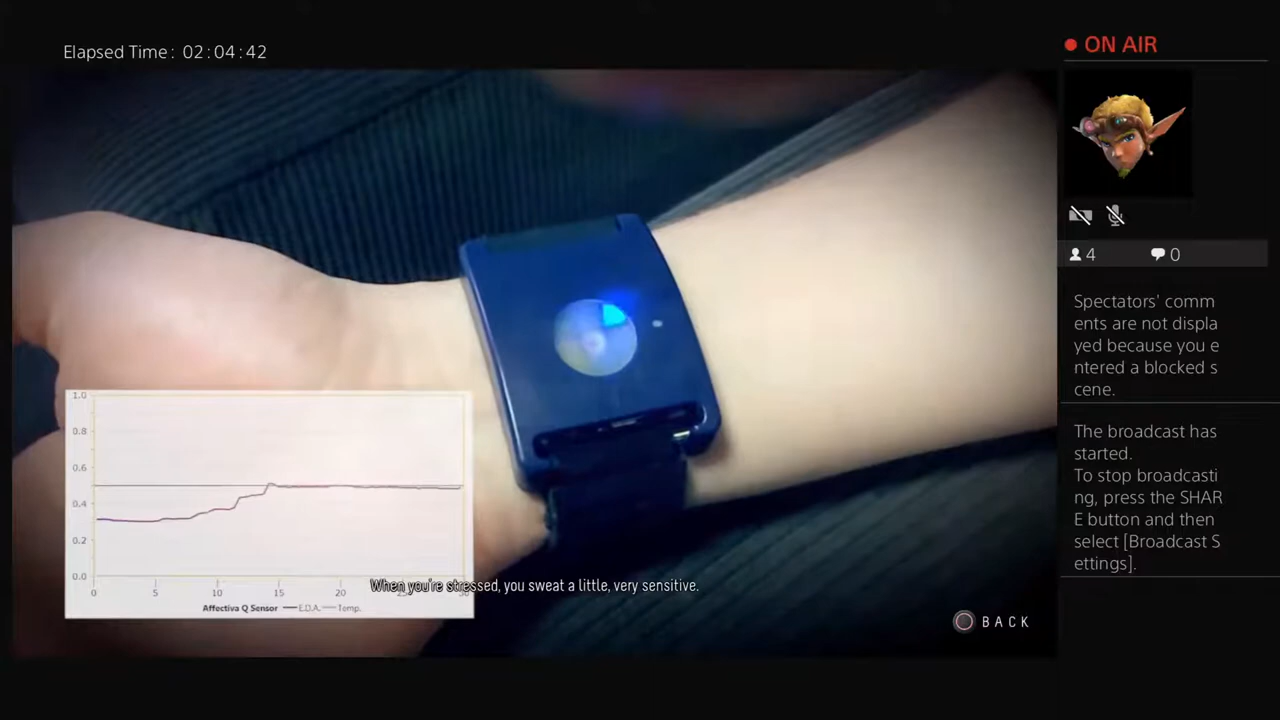 Elapsed Time: 02:04:42
ON AIR
4
0
Spectators' comm
ents are not displa
yed because you e
ntered a blocked s
cene.
The broadcast has
started.
To stop broadcasti
ng, press the SHAR
E button and then
select [Broadcast S
ettings].
1.0
0.8
0.6
0.4
0.2
0.0
0 5 10 15 20
When you're stressed, you sweat a little, very sensitive.
Affectiva Q Sensor E.D.A. Temp.
BACK